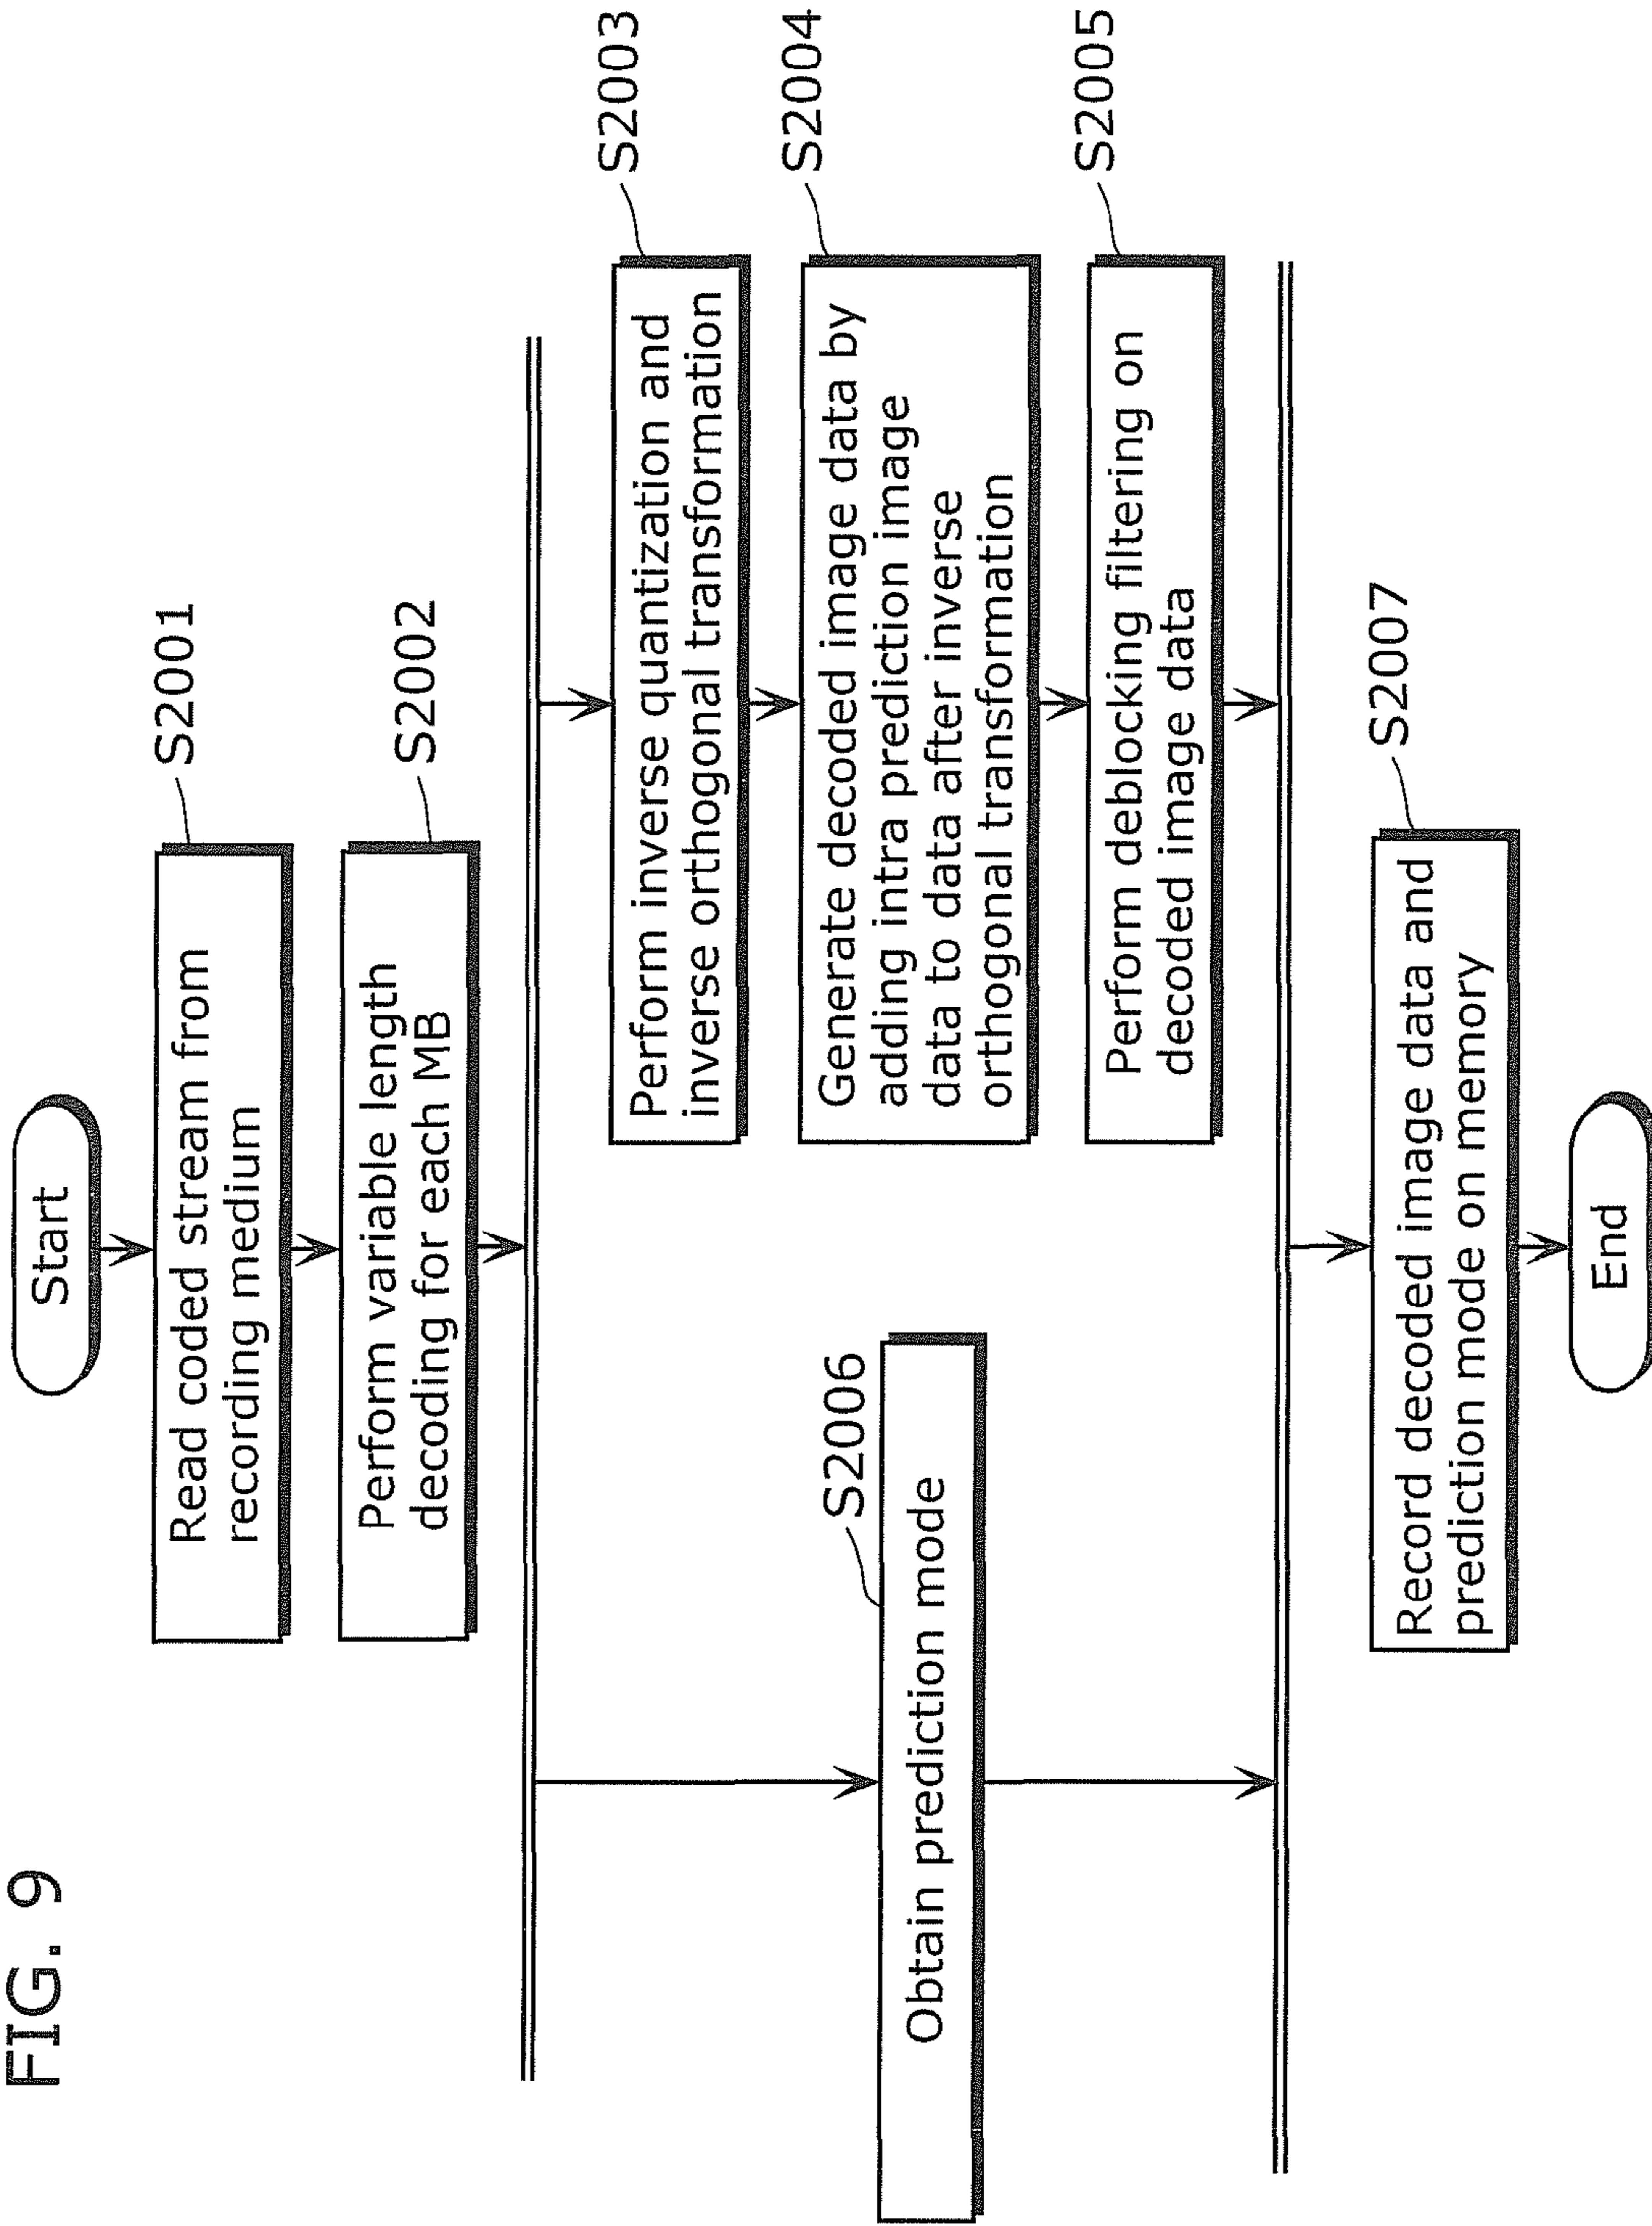 FIG. 9
Start
Read coded stream from
recording medium
S2001
Perform variable length
decoding for each MB
S2002
Perform inverse quantization and
inverse orthogonal transformation
S2003
Generate decoded image data by
adding intra prediction image
data to data after inverse
orthogonal transformation
S2004
Perform deblocking filtering on
decoded image data
S2005
S2006
Obtain prediction mode
Record decoded image data and
prediction mode on memory
S2007
End